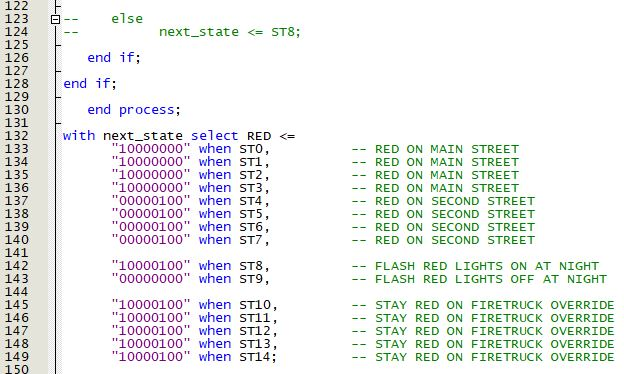 122
123 --    else
124 --          next_state <= ST8;
125
126    end if;
127
128 end if;
129
130    end process;
131
132 with next_state select RED <=
133       "10000000" when ST0,          -- RED ON MAIN STREET
134       "10000000" when ST1,          -- RED ON MAIN STREET
135       "10000000" when ST2,          -- RED ON MAIN STREET
136       "10000000" when ST3,          -- RED ON MAIN STREET
137       "00000100" when ST4,          -- RED ON SECOND STREET
138       "00000100" when ST5,          -- RED ON SECOND STREET
139       "00000100" when ST6,          -- RED ON SECOND STREET
140       "00000100" when ST7,          -- RED ON SECOND STREET
141
142       "10000100" when ST8,          -- FLASH RED LIGHTS ON AT NIGHT
143       "00000000" when ST9,          -- FLASH RED LIGHTS OFF AT NIGHT
144
145       "10000100" when ST10,         -- STAY RED ON FIRETRUCK OVERRIDE
146       "10000100" when ST11,         -- STAY RED ON FIRETRUCK OVERRIDE
147       "10000100" when ST12,         -- STAY RED ON FIRETRUCK OVERRIDE
148       "10000100" when ST13,         -- STAY RED ON FIRETRUCK OVERRIDE
149       "10000100" when ST14;         -- STAY RED ON FIRETRUCK OVERRIDE
150